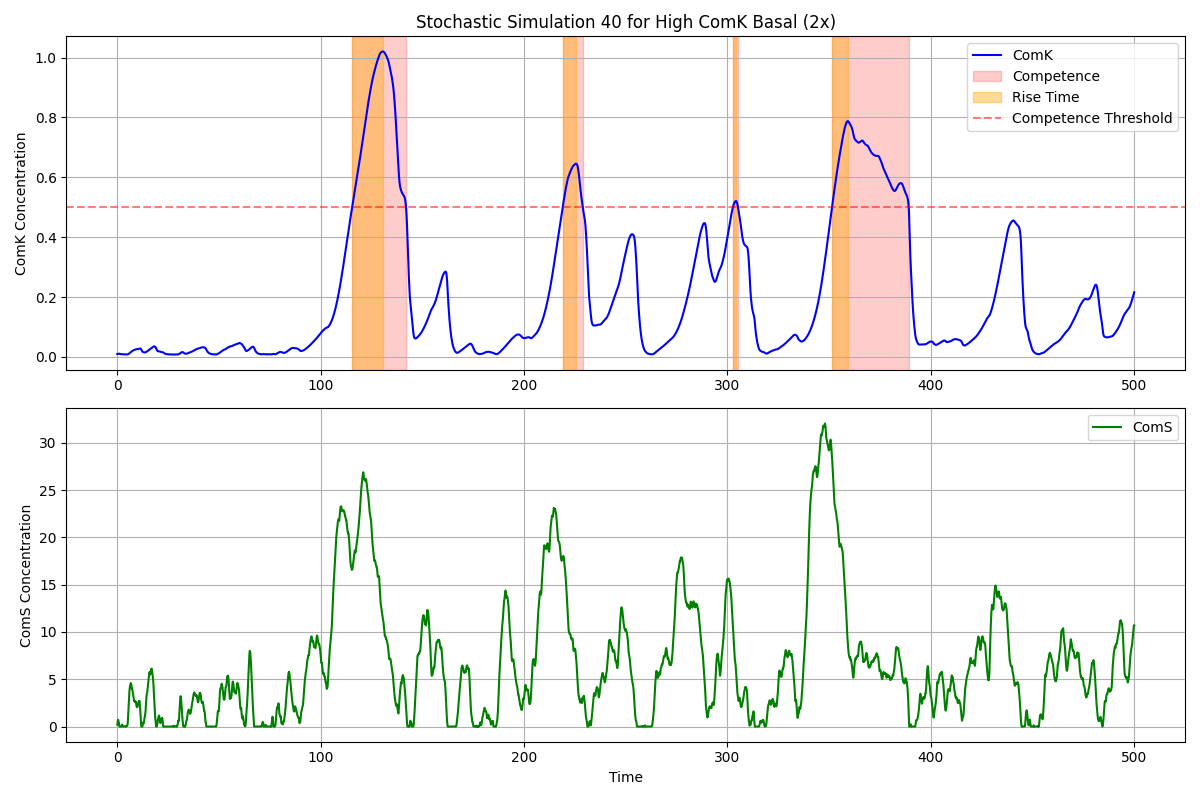 Stochastic Simulation 40 for High ComK Basal (2x)
ComK Concentration
1.0
0.8
0.6
0.4
0.2
0.0
ComK
Competence
Rise Time
Competence Threshold
0 100 200 300 400 500
ComS Concentration
30
25
20
15
10
5
0
ComS
0 100 200 300 400 500
Time